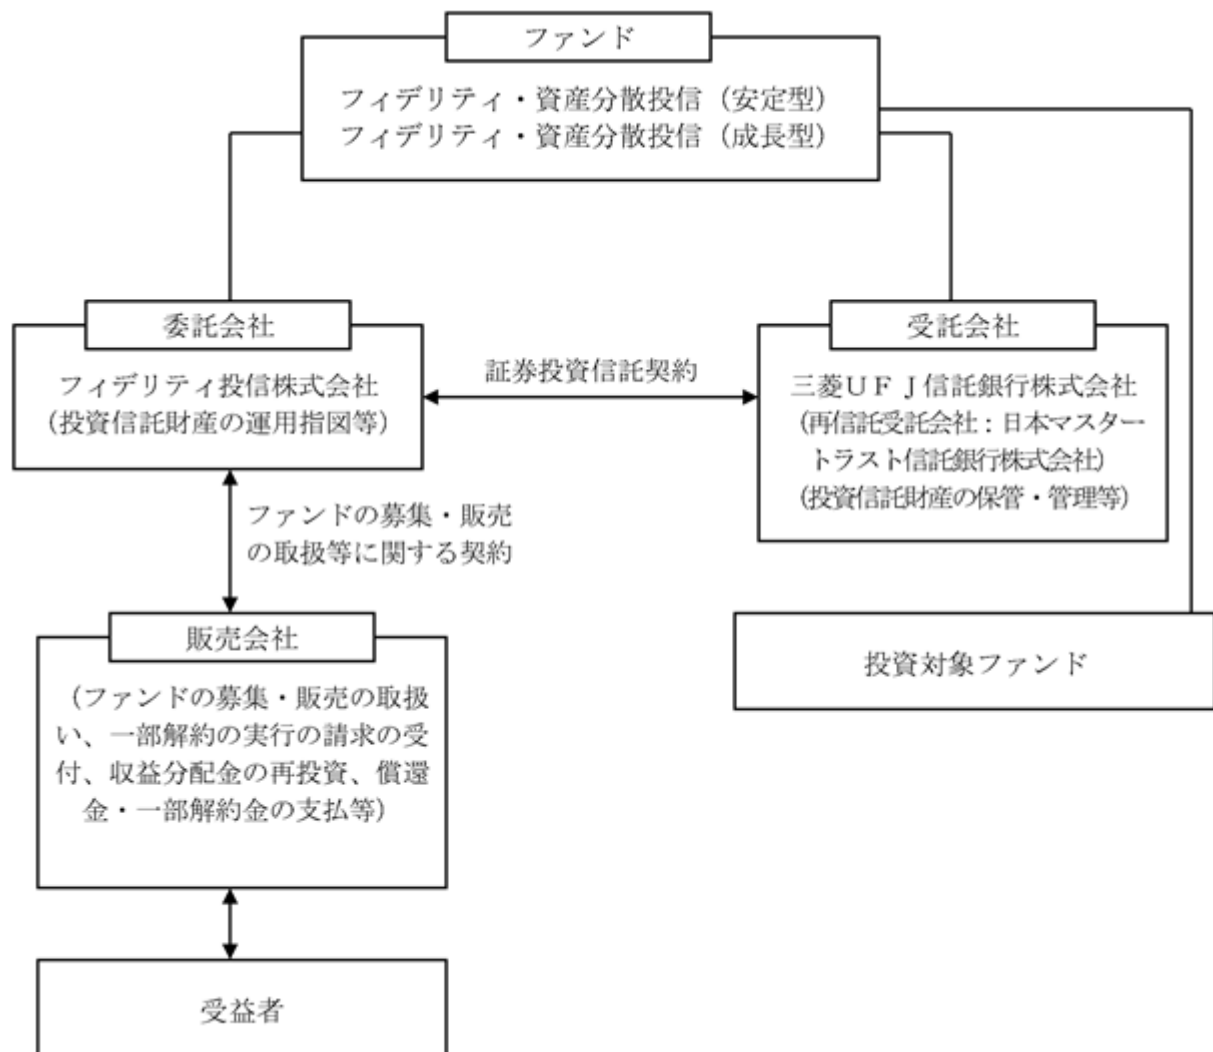 ファンド
フィデリティ・資産分散投信（安定型）
フィデリティ・資産分散投信（成長型）
委託会社
フィデリティ投信株式会社
（投資信託財産の運用指図等）
証券投資信託契約
受託会社
三菱ＵＦＪ信託銀行株式会社
（再信託受託会社：日本マスター
トラスト信託銀行株式会社）
（投資信託財産の保管・管理等）
ファンドの募集・販売
の取扱等に関する契約
販売会社
（ファンドの募集・販売の取扱
い、一部解約の実行の請求の受
付、収益分配金の再投資、償還
金・一部解約金の支払等）
投資対象ファンド
受益者